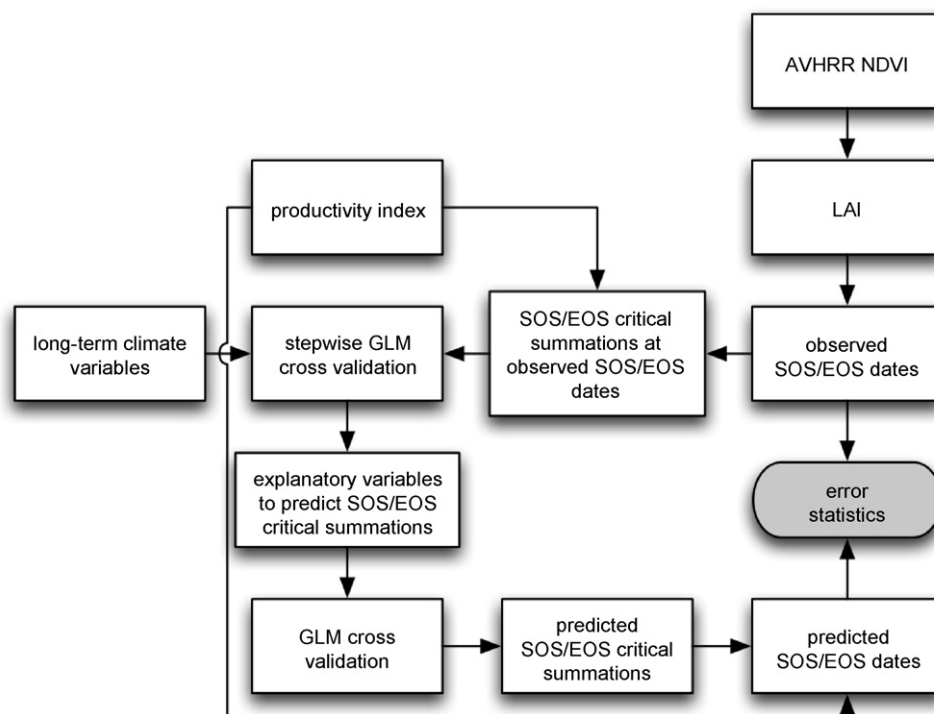 AVHRR NDVI
productivity index
LAI
long-term climate
variables
stepwise GLM
cross validation
SOS/EOS critical
summations at
observed SOS/EOS
dates
observed
SOS/EOS dates
explanatory variables
to predict SOS/EOS
critical summations
error
statistics
GLM cross
validation
predicted
SOS/EOS critical
summations
predicted
SOS/EOS dates